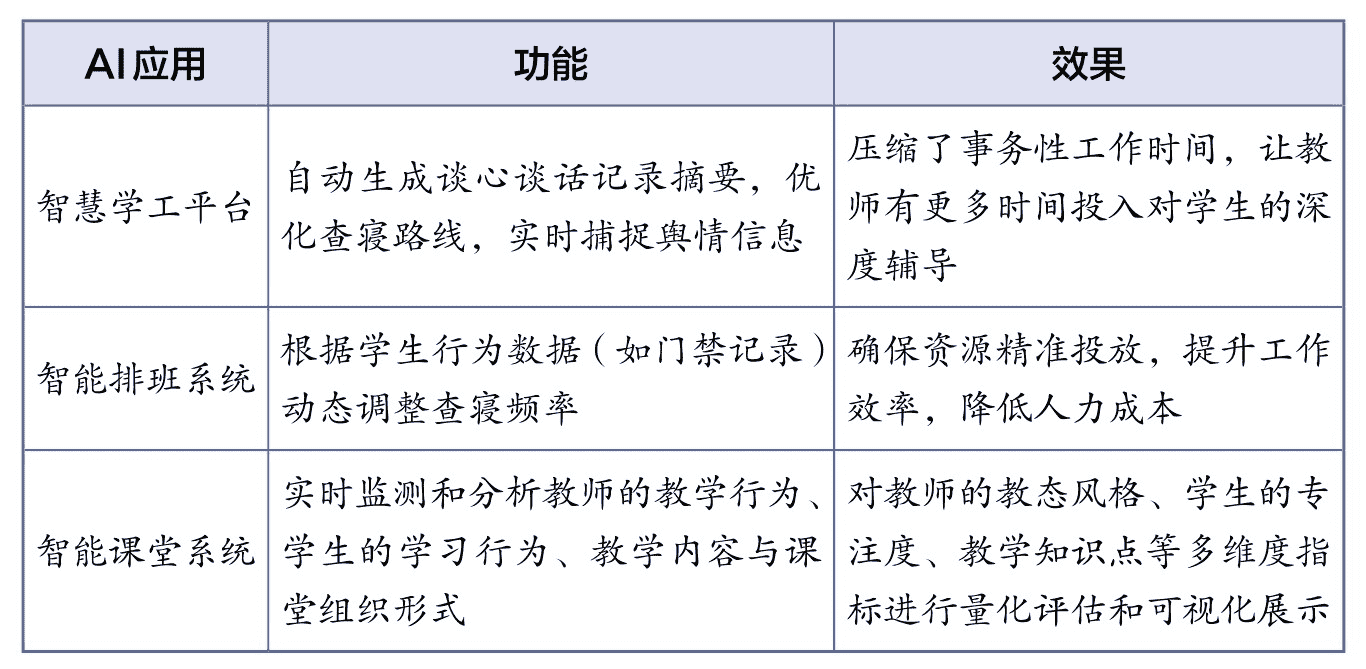 AI应用
功能
效果
智慧学工平台
自动生成谈心谈话记录摘要，优
化查寝路线，实时捕捉舆情信息
压缩了事务性工作时间，让教
师有更多时间投入对学生的深
度辅导
智能排班系统
根据学生行为数据（如门禁记录）
动态调整查寝频率
确保资源精准投放，提升工作
效率，降低人力成本
智能课堂系统
实时监测和分析教师的教学行为、
学生的学习行为、教学内容与课
堂组织形式
对教师的教态风格、学生的专
注度、教学知识点等多维度指
标进行量化评估和可视化展示